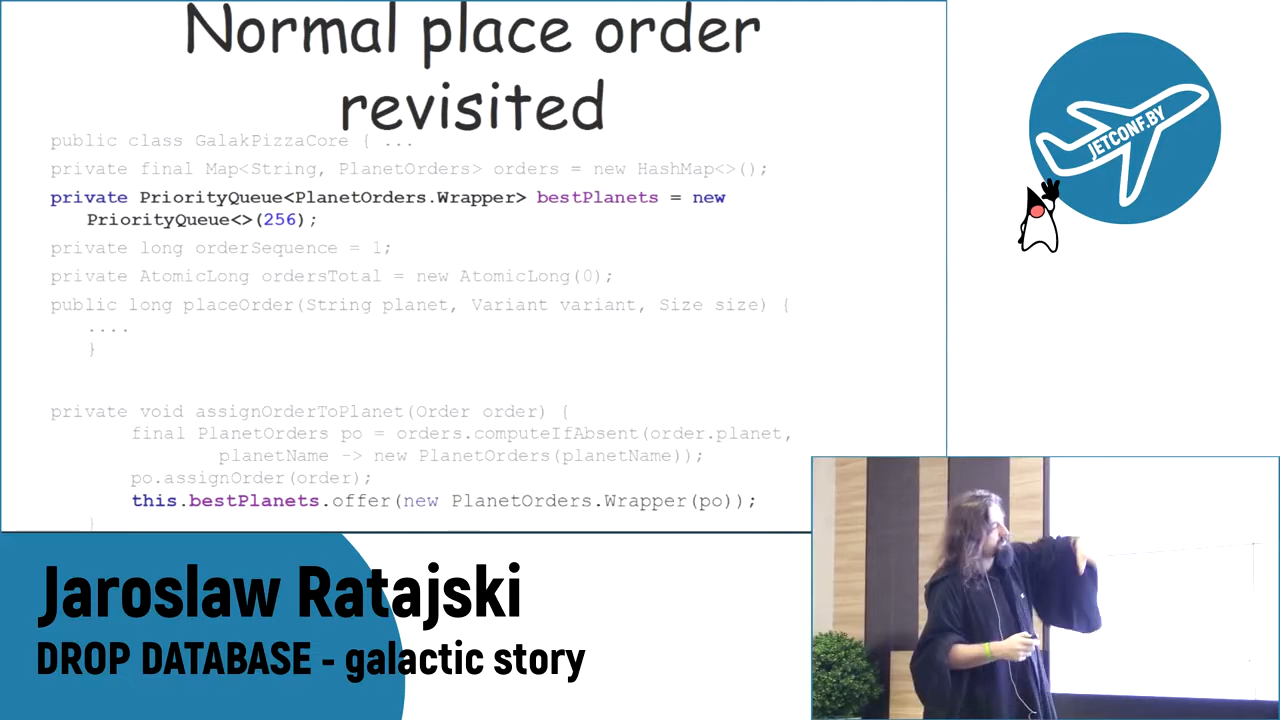 Normal place order
revisited
public class GalakPizzaCore { ...
private final Map<String, PlanetOrders> orders = new HashMap<>();
private PriorityQueue<PlanetOrders.Wrapper> bestPlanets = new
PriorityQueue<>(256);
private long orderSequence = 1;
private AtomicLong ordersTotal = new AtomicLong(0);
public long placeOrder(String planet, Variant variant, Size size) {
....
}
private void assignOrderToPlanet(Order order) {
final PlanetOrders po = orders.computeIfAbsent(order.planet,
planetName -> new PlanetOrders(planetName));
po.assignOrder(order);
this.bestPlanets.offer(new PlanetOrders.Wrapper(po));
}
JETCONF.BY
Jaroslaw Ratajski
DROP DATABASE - galactic story